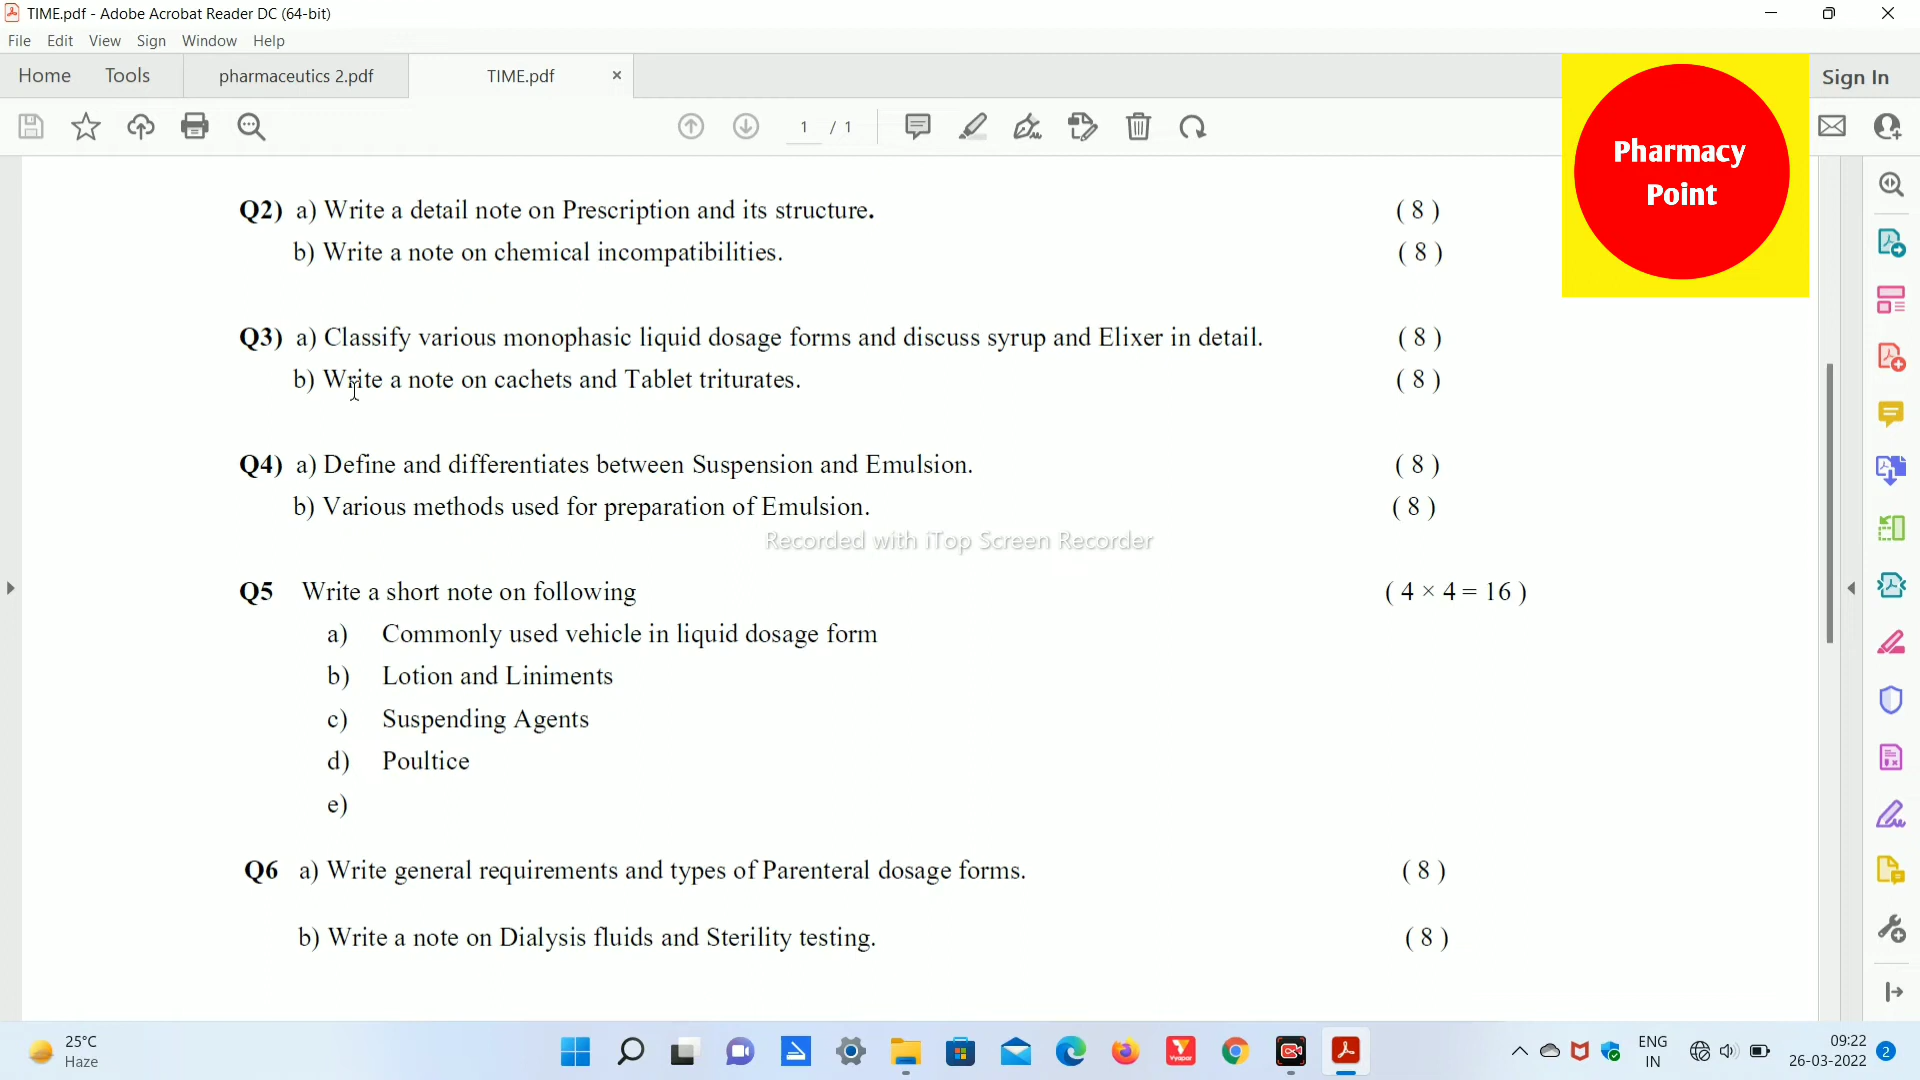 TIME.pdf - Adobe Acrobat Reader DC (64-bit)
File Edit View Sign Window Help
Home Tools pharmaceutics 2.pdf TIME.pdf × Sign In
1 / 1
Pharmacy
Point
Q2) a) Write a detail note on Prescription and its structure. ( 8 )
b) Write a note on chemical incompatibilities. ( 8 )
Q3) a) Classify various monophasic liquid dosage forms and discuss syrup and Elixer in detail. ( 8 )
b) Write a note on cachets and Tablet triturates. ( 8 )
Q4) a) Define and differentiates between Suspension and Emulsion. ( 8 )
b) Various methods used for preparation of Emulsion. ( 8 )
Recorded with iTop Screen Recorder
Q5 Write a short note on following ( 4 × 4 = 16 )
a) Commonly used vehicle in liquid dosage form
b) Lotion and Liniments
c) Suspending Agents
d) Poultice
e)
Q6 a) Write general requirements and types of Parenteral dosage forms. ( 8 )
b) Write a note on Dialysis fluids and Sterility testing. ( 8 )
25°C
Haze
Vyapar
ENG
IN
09:22
26-03-2022
2